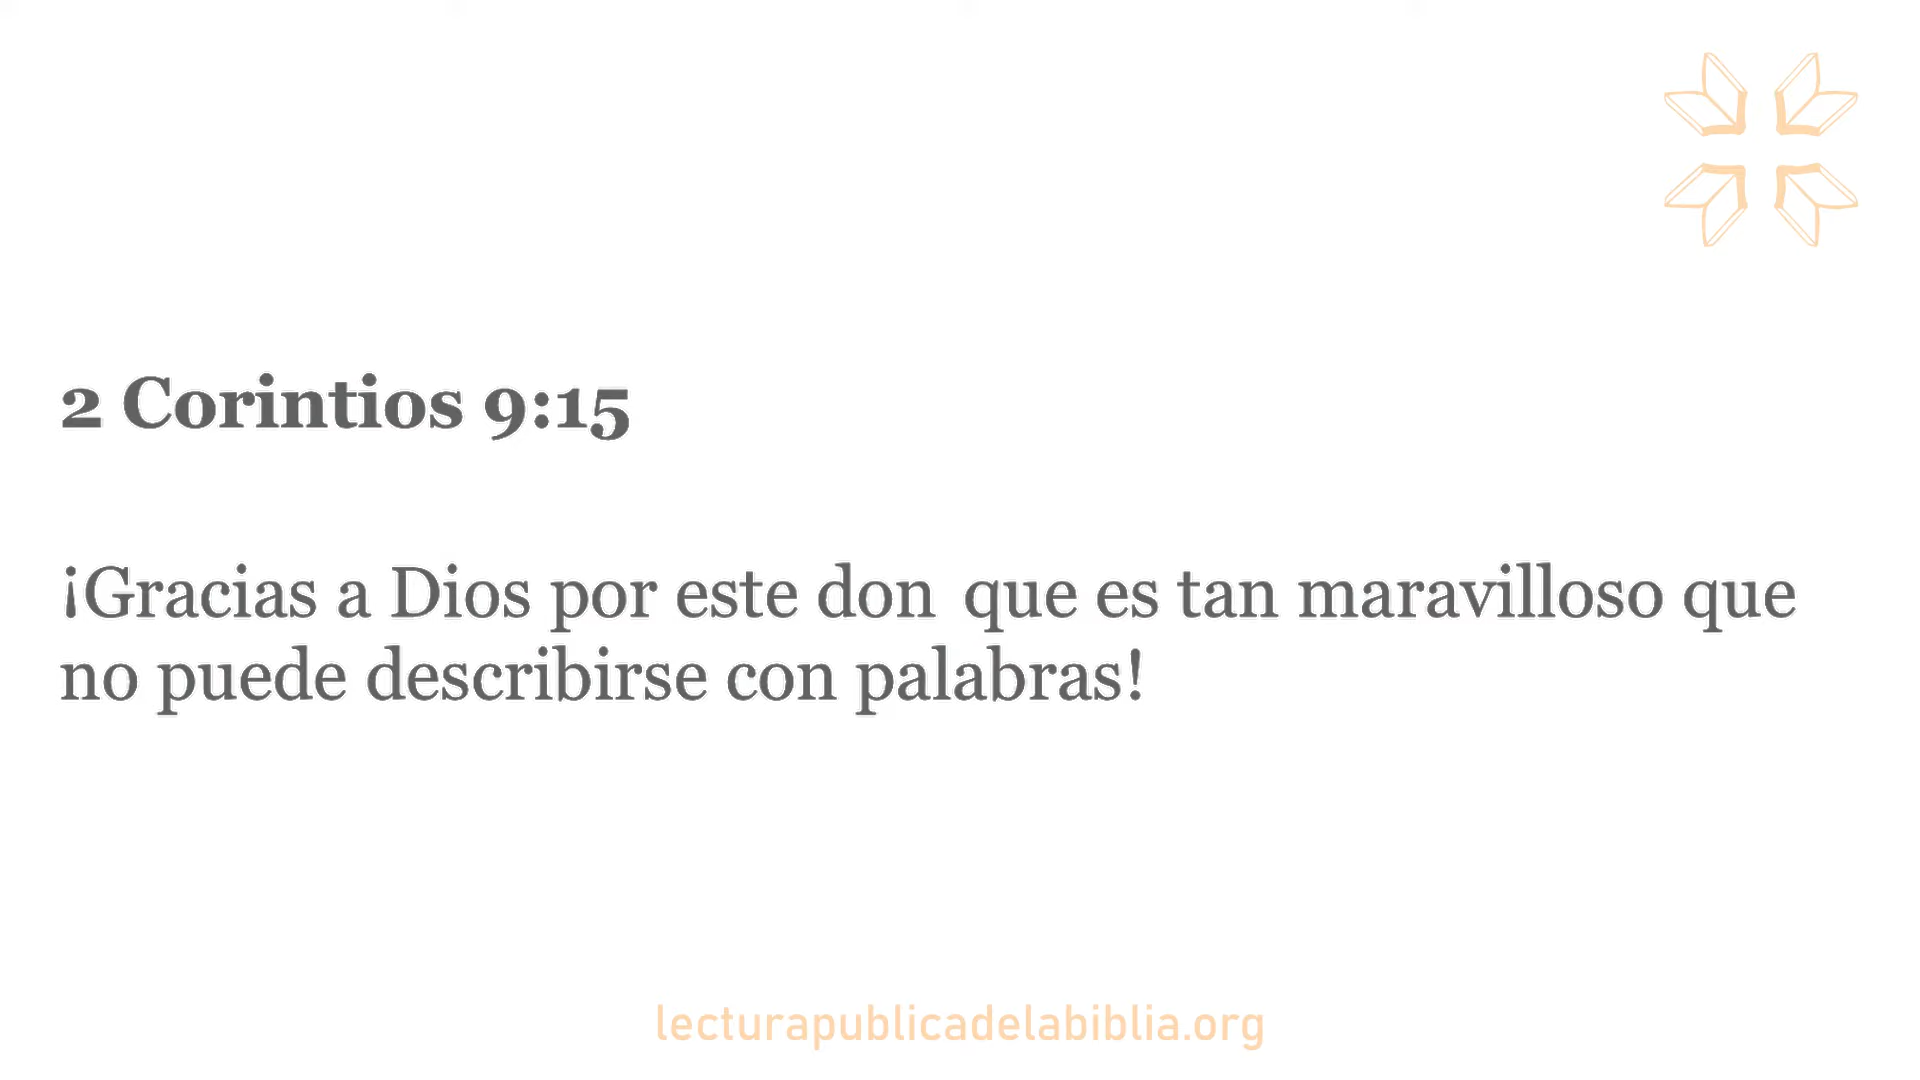 2 Corintios 9:15
¡Gracias a Dios por este don que es tan maravilloso que
no puede describirse con palabras!
lecturapublicadelabiblia.org